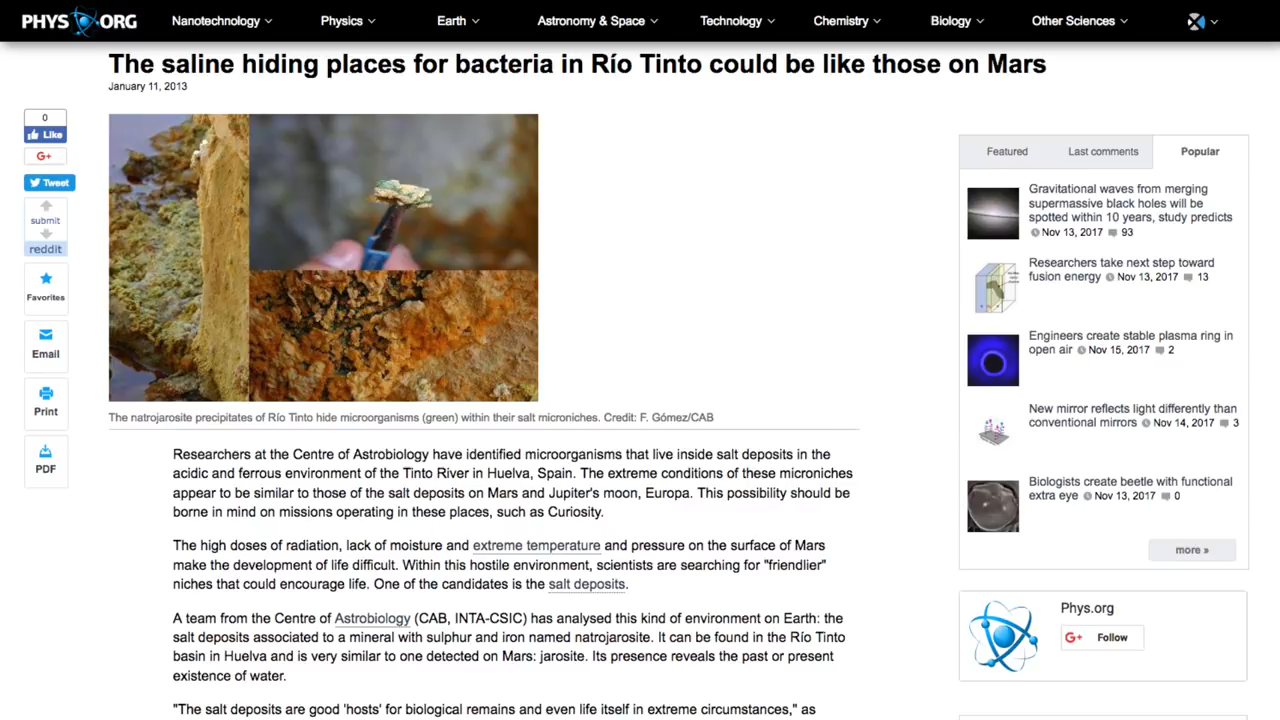 PHYS ORG
Nanotechnology
Physics
Earth
Astronomy & Space
Technology
Chemistry
Biology
Other Sciences
The saline hiding places for bacteria in Río Tinto could be like those on Mars
January 11, 2013
0
Like
G+
Tweet
submit
reddit
Favorites
Email
Print
PDF
The natrojarosite precipitates of Río Tinto hide microorganisms (green) within their salt microniches. Credit: F. Gómez/CAB
Researchers at the Centre of Astrobiology have identified microorganisms that live inside salt deposits in the
acidic and ferrous environment of the Tinto River in Huelva, Spain. The extreme conditions of these microniches
appear to be similar to those of the salt deposits on Mars and Jupiter's moon, Europa. This possibility should be
borne in mind on missions operating in these places, such as Curiosity.
The high doses of radiation, lack of moisture and extreme temperature and pressure on the surface of Mars
make the development of life difficult. Within this hostile environment, scientists are searching for "friendlier"
niches that could encourage life. One of the candidates is the salt deposits.
A team from the Centre of Astrobiology (CAB, INTA-CSIC) has analysed this kind of environment on Earth: the
salt deposits associated to a mineral with sulphur and iron named natrojarosite. It can be found in the Río Tinto
basin in Huelva and is very similar to one detected on Mars: jarosite. Its presence reveals the past or present
existence of water.
"The salt deposits are good 'hosts' for biological remains and even life itself in extreme circumstances," as
Featured
Last comments
Popular
Gravitational waves from merging
supermassive black holes will be
spotted within 10 years, study predicts
Nov 13, 2017 93
Researchers take next step toward
fusion energy Nov 13, 2017 13
Engineers create stable plasma ring in
open air Nov 15, 2017 2
New mirror reflects light differently than
conventional mirrors Nov 14, 2017 3
Biologists create beetle with functional
extra eye Nov 13, 2017 0
more »
Phys.org
G+ Follow